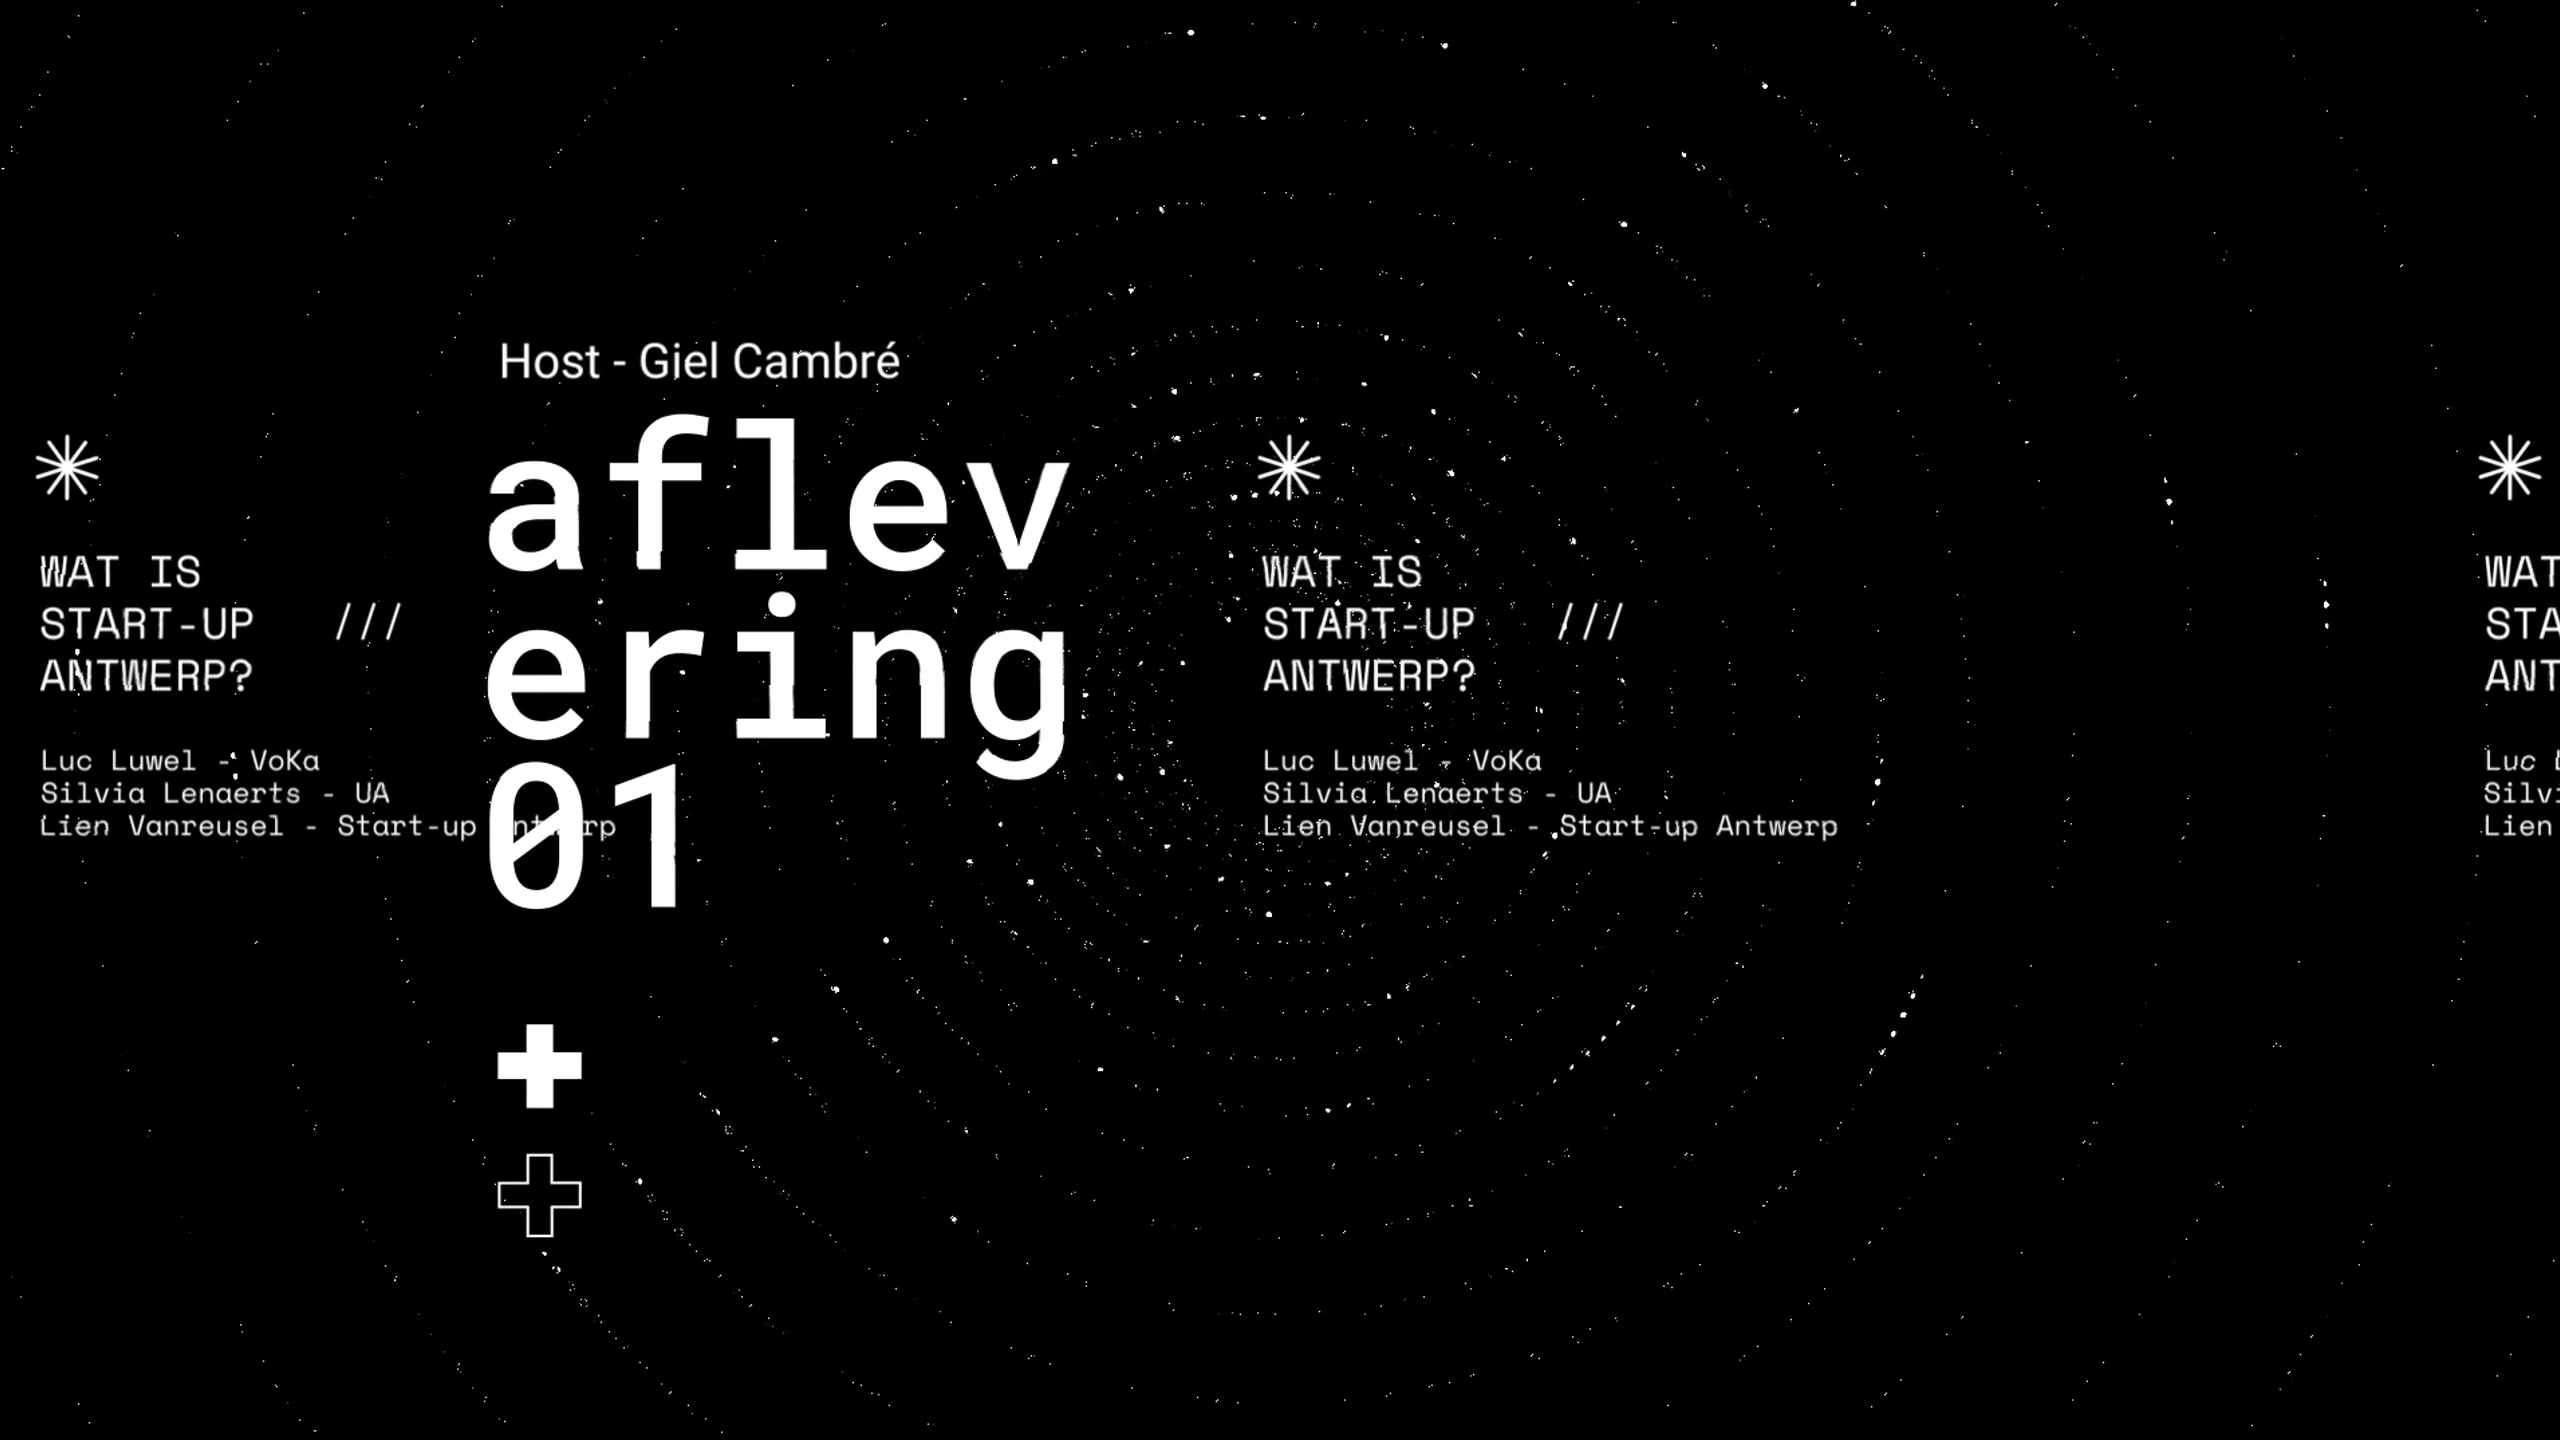 Host - Giel Cambré
WAT IS
START-UP ///
ANTWERP?
Luc Luwel - VoKa
Silvia Lenaerts - UA
Lien Vanreusel - Start-up
aflev
ering
01
WAT IS
START-UP ///
ANTWERP?
Luc Luwel - VoKa
Silvia Lenaerts - UA
Lien Vanreusel - Start-up Antwerp
WAT
STA
ANT
Luc
Silv
Lien